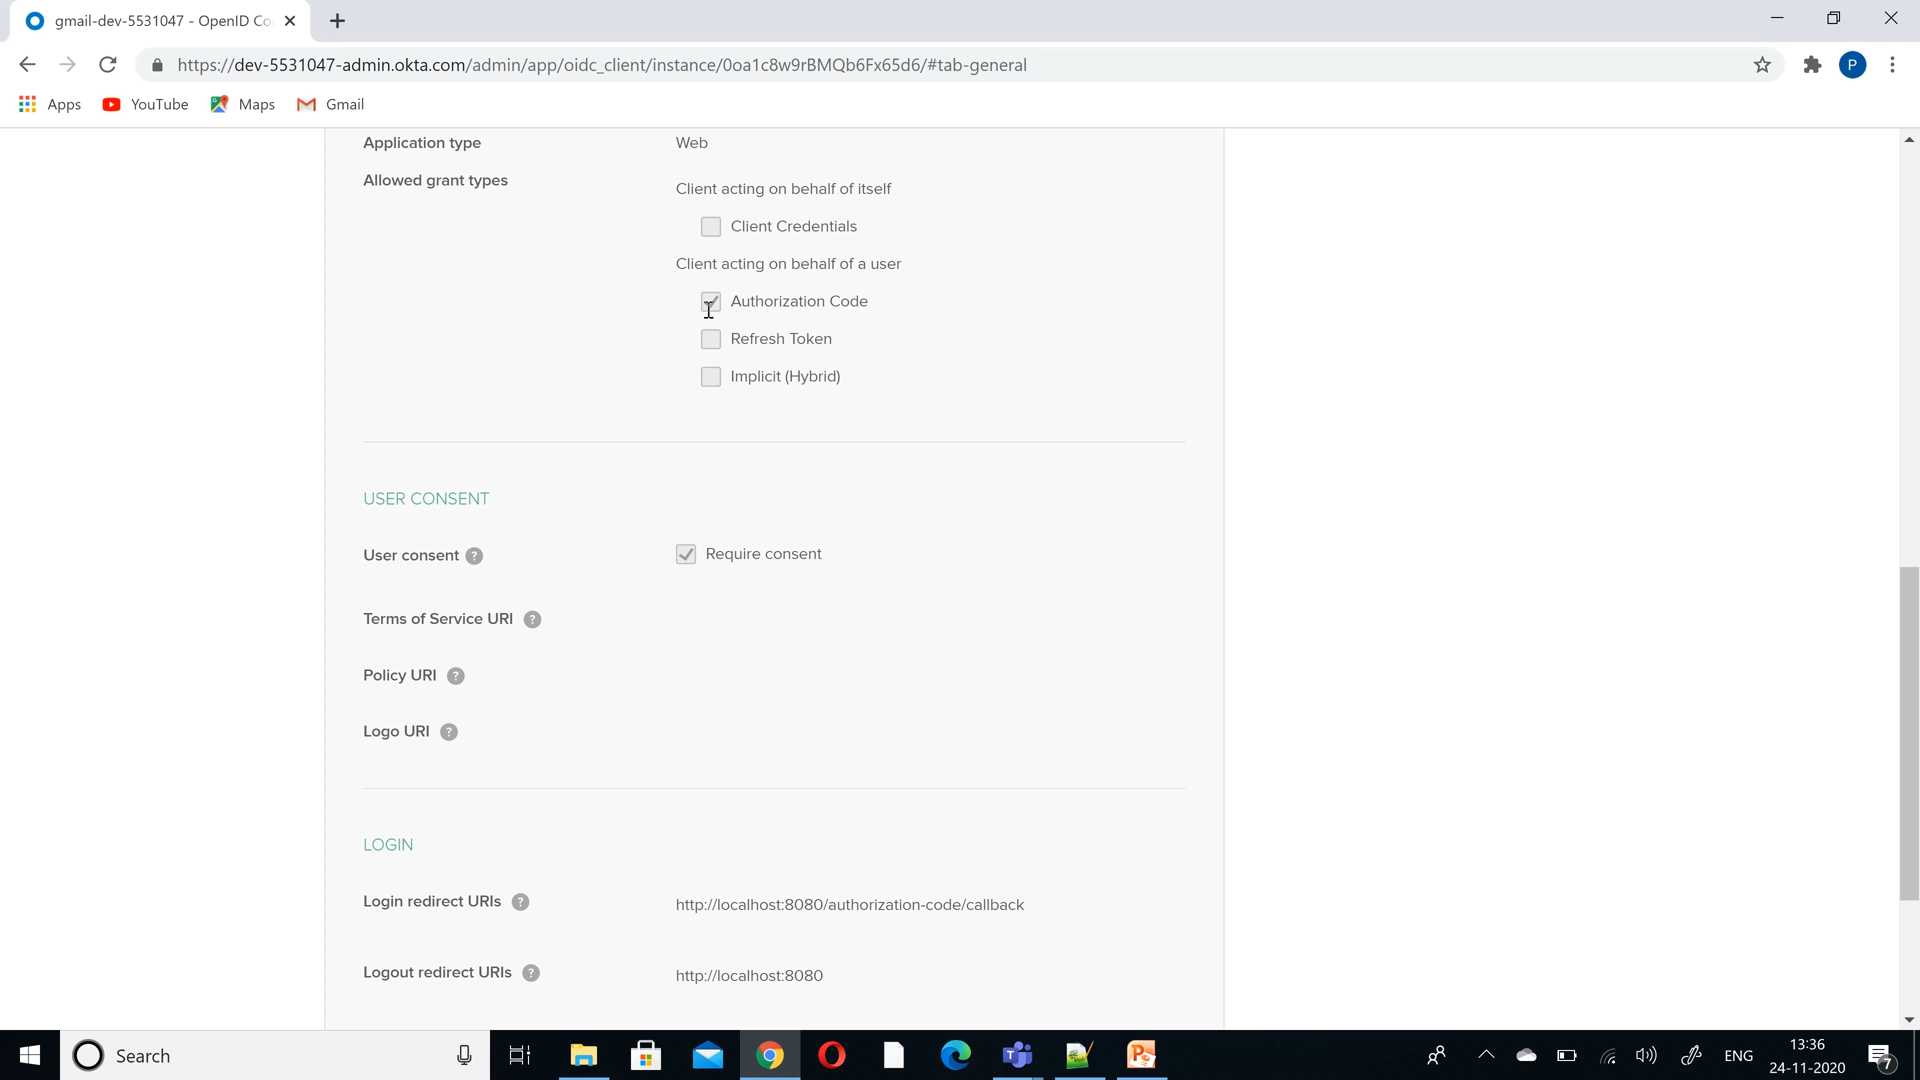 gmail-dev-5531047 - OpenID Co
https://dev-5531047-admin.okta.com/admin/app/oidc_client/instance/0oa1c8w9rBMQb6Fx65d6/#tab-general
P
Apps YouTube Maps Gmail
Application type Web
Allowed grant types
Client acting on behalf of itself
Client Credentials
Client acting on behalf of a user
Authorization Code
Refresh Token
Implicit (Hybrid)
USER CONSENT
User consent ? Require consent
Terms of Service URI ?
Policy URI ?
Logo URI ?
LOGIN
Login redirect URIs ? http://localhost:8080/authorization-code/callback
Logout redirect URIs ? http://localhost:8080
Search
ENG
13:36
24-11-2020
7